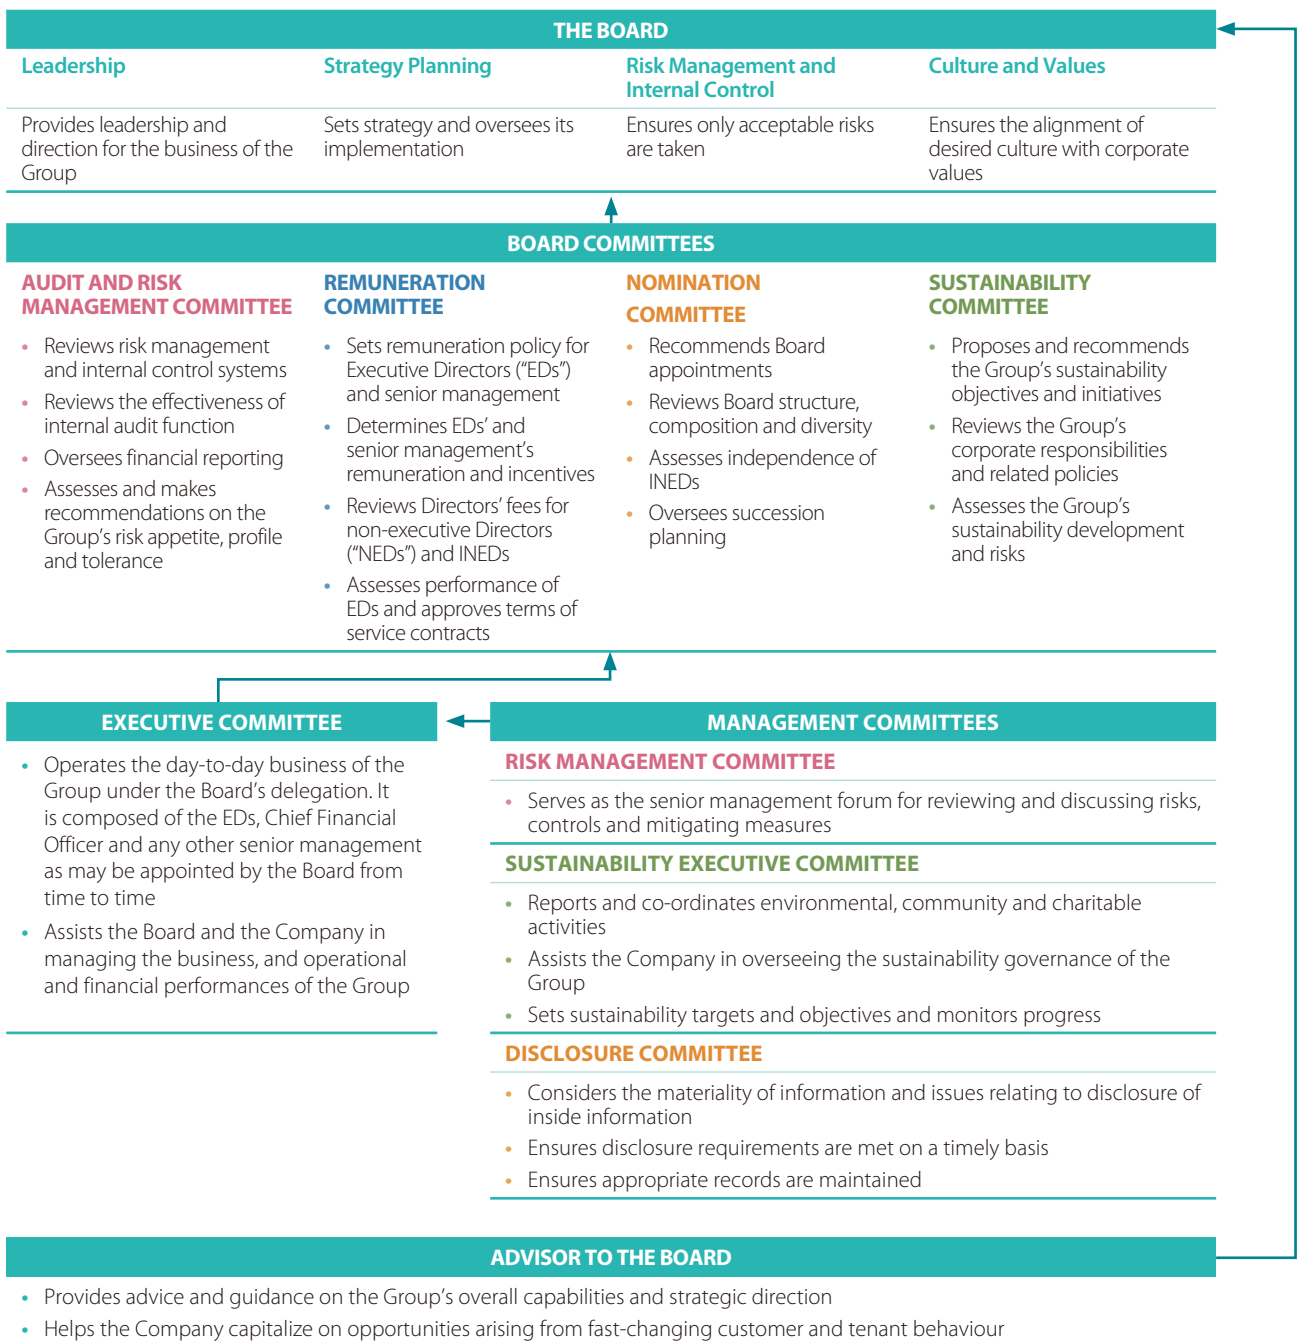 THE BOARD
Leadership
Provides leadership and
direction for the business of the
Group
Strategy Planning
Sets strategy and oversees its
implementation
Risk Management and
Internal Control
Ensures only acceptable risks
are taken
Culture and Values
Ensures the alignment of
desired culture with corporate
values
BOARD COMMITTEES
AUDIT AND RISK
MANAGEMENT COMMITTEE
• Reviews risk management
and internal control systems
• Reviews the effectiveness of
internal audit function
• Oversees financial reporting
• Assesses and makes
recommendations on the
Group's risk appetite, profile
and tolerance
REMUNERATION
COMMITTEE
• Sets remuneration policy for
Executive Directors ("EDs")
and senior management
• Determines EDs' and
senior management's
remuneration and incentives
• Reviews Directors' fees for
non-executive Directors
("NEDs") and INEDs
• Assesses performance of
EDs and approves terms of
service contracts
NOMINATION
COMMITTEE
• Recommends Board
appointments
• Reviews Board structure,
composition and diversity
• Assesses independence of
INEDs
• Oversees succession
planning
SUSTAINABILITY
COMMITTEE
• Proposes and recommends
the Group's sustainability
objectives and initiatives
• Reviews the Group's
corporate responsibilities
and related policies
• Assesses the Group's
sustainability development
and risks
EXECUTIVE COMMITTEE
• Operates the day-to-day business of the
Group under the Board's delegation. It
is composed of the EDs, Chief Financial
Officer and any other senior management
as may be appointed by the Board from
time to time
• Assists the Board and the Company in
managing the business, and operational
and financial performances of the Group
MANAGEMENT COMMITTEES
RISK MANAGEMENT COMMITTEE
• Serves as the senior management forum for reviewing and discussing risks,
controls and mitigating measures
SUSTAINABILITY EXECUTIVE COMMITTEE
• Reports and co-ordinates environmental, community and charitable
activities
• Assists the Company in overseeing the sustainability governance of the
Group
• Sets sustainability targets and objectives and monitors progress
DISCLOSURE COMMITTEE
• Considers the materiality of information and issues relating to disclosure of
inside information
• Ensures disclosure requirements are met on a timely basis
• Ensures appropriate records are maintained
ADVISOR TO THE BOARD
• Provides advice and guidance on the Group's overall capabilities and strategic direction
• Helps the Company capitalize on opportunities arising from fast-changing customer and tenant behaviour